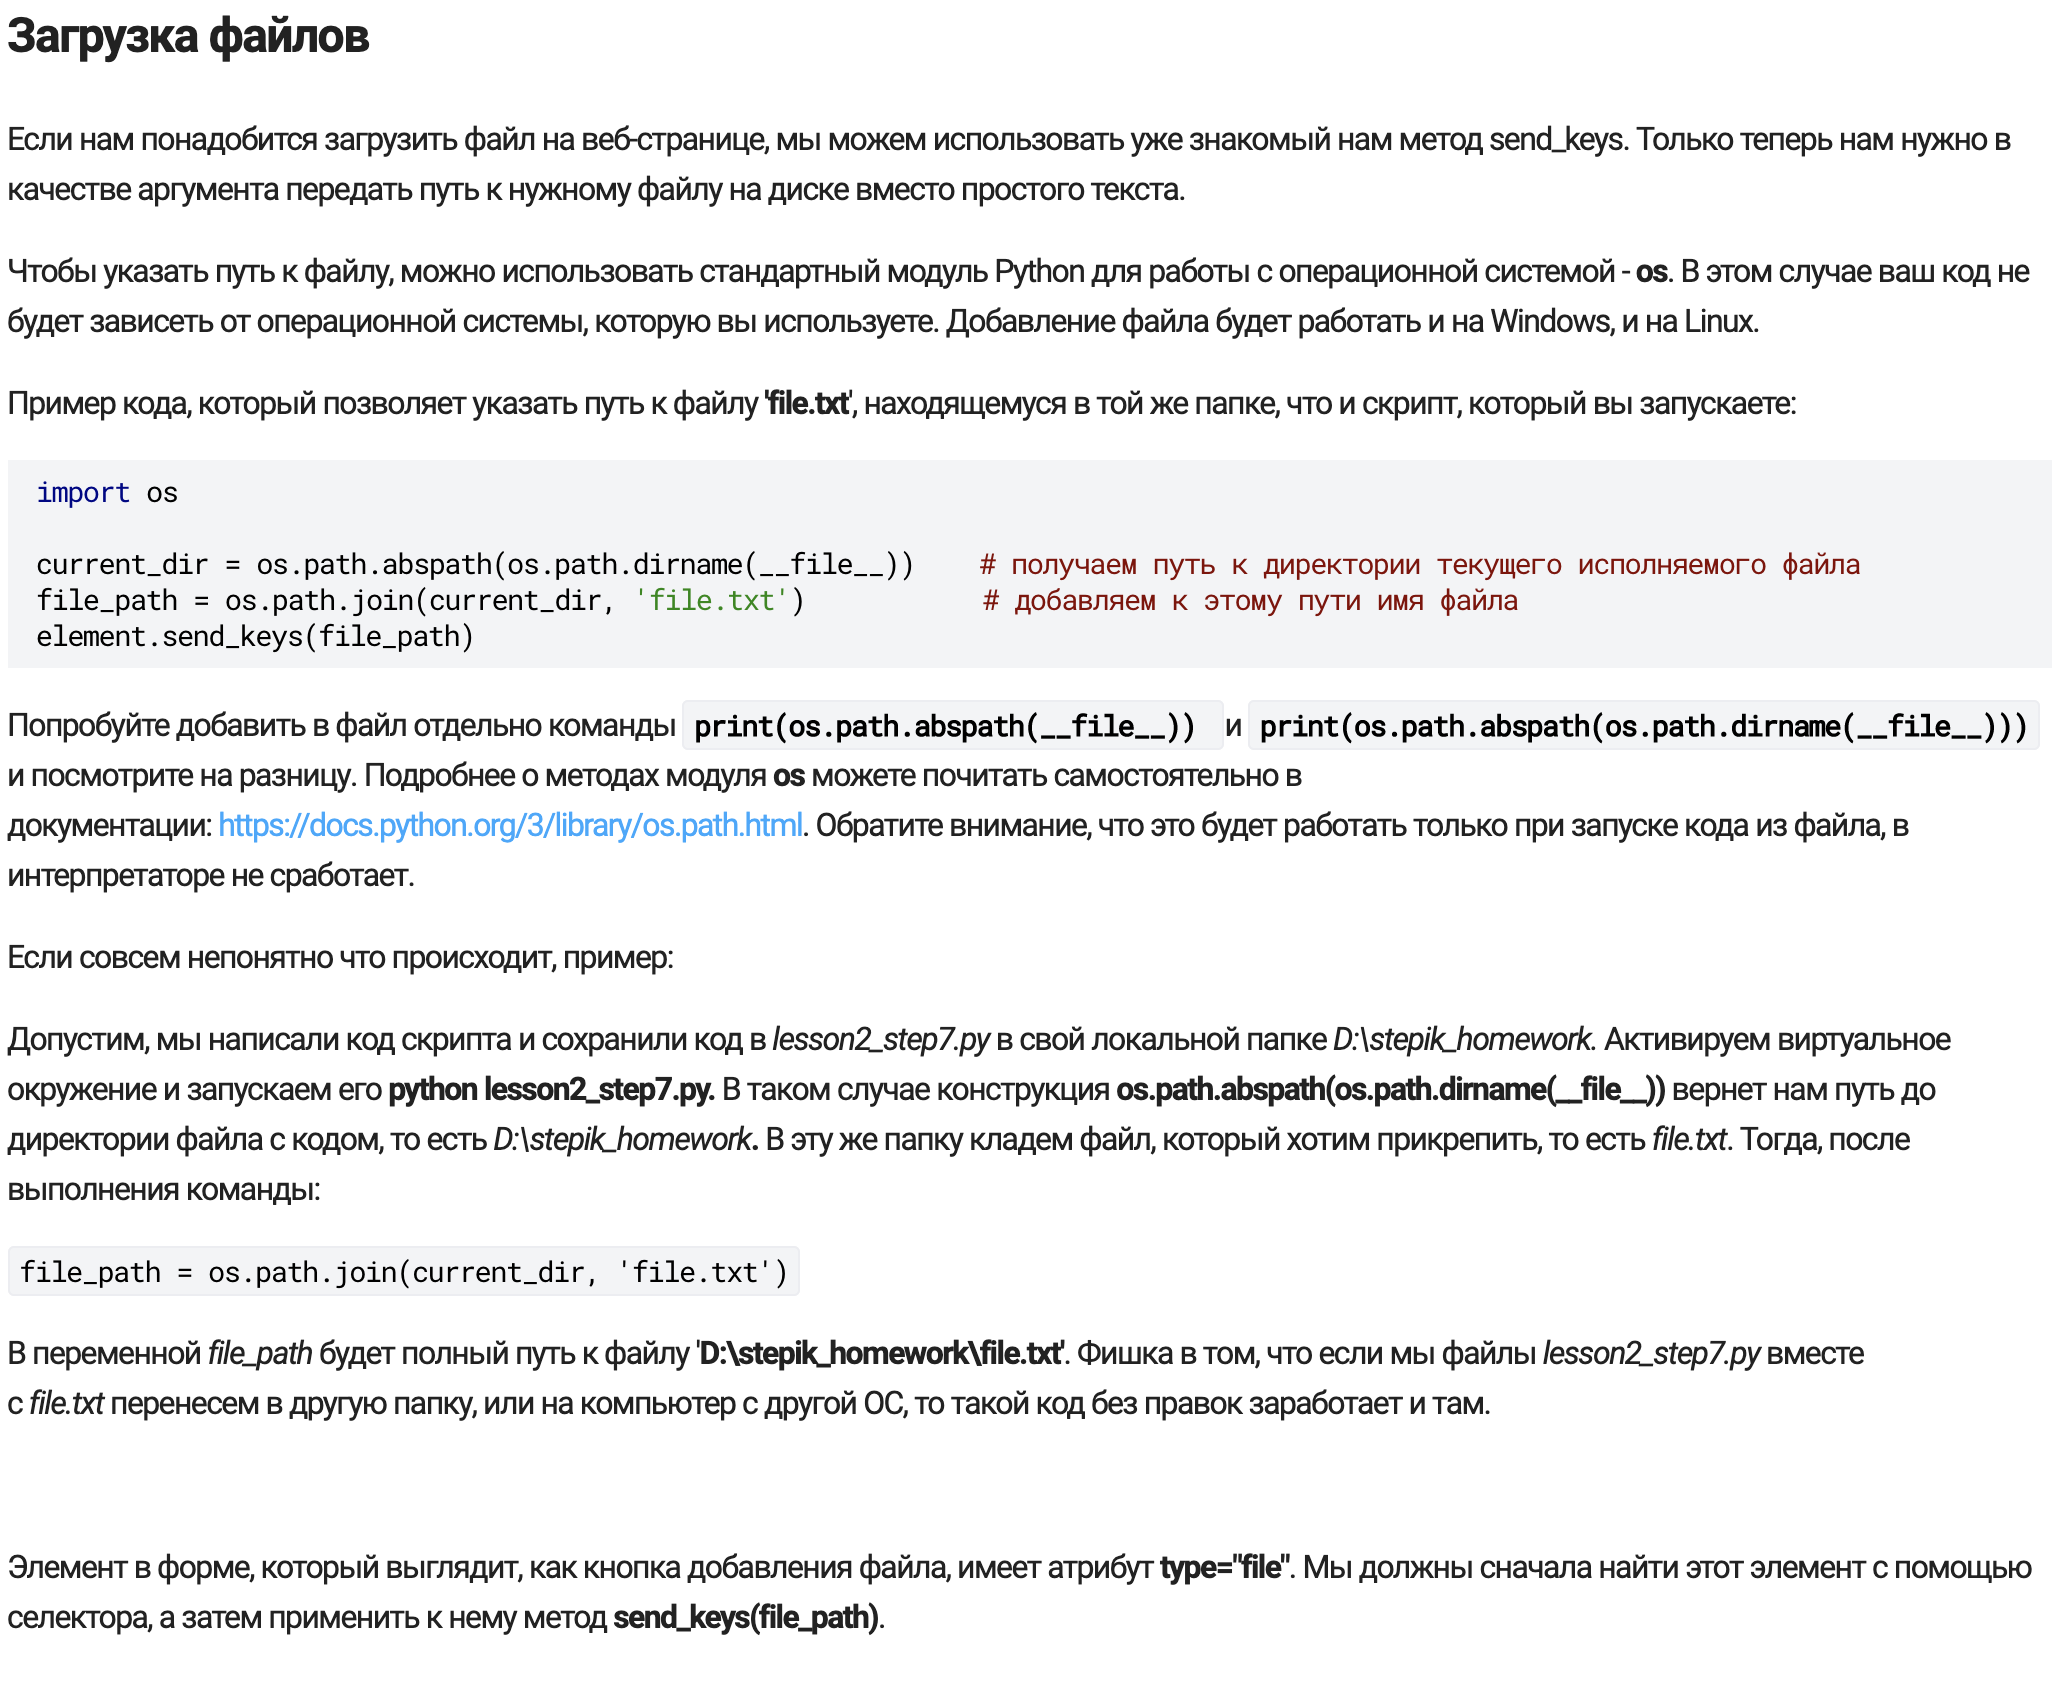 Загрузка файлов
Если нам понадобится загрузить файл на веб-странице, мы можем использовать уже знакомый нам метод send_keys. Только теперь нам нужно в
качестве аргумента передать путь к нужному файлу на диске вместо простого текста.
Чтобы указать путь к файлу, можно использовать стандартный модуль Python для работы с операционной системой - os. В этом случае ваш код не
будет зависеть от операционной системы, которую вы используете. Добавление файла будет работать и на Windows, и на Linux.
Пример кода, который позволяет указать путь к файлу 'file.txt', находящемуся в той же папке, что и скрипт, который вы запускаете:
import os
current_dir = os.path.abspath(os.path.dirname(__file__))    # получаем путь к директории текущего исполняемого файла
file_path = os.path.join(current_dir, 'file.txt')           # добавляем к этому пути имя файла
element.send_keys(file_path)
Попробуйте добавить в файл отдельно команды print(os.path.abspath(__file__)) и print(os.path.abspath(os.path.dirname(__file__)))
и посмотрите на разницу. Подробнее о методах модуля os можете почитать самостоятельно в
документации: https://docs.python.org/3/library/os.path.html. Обратите внимание, что это будет работать только при запуске кода из файла, в
интерпретаторе не сработает.
Если совсем непонятно что происходит, пример:
Допустим, мы написали код скрипта и сохранили код в lesson2_step7.py в свой локальной папке D:\stepik_homework. Активируем виртуальное
окружение и запускаем его python lesson2_step7.py. В таком случае конструкция os.path.abspath(os.path.dirname(__file__)) вернет нам путь до
директории файла с кодом, то есть D:\stepik_homework. В эту же папку кладем файл, который хотим прикрепить, то есть file.txt. Тогда, после
выполнения команды:
file_path = os.path.join(current_dir, 'file.txt')
В переменной file_path будет полный путь к файлу 'D:\stepik_homework\file.txt'. Фишка в том, что если мы файлы lesson2_step7.py вместе
с file.txt перенесем в другую папку, или на компьютер с другой ОС, то такой код без правок заработает и там.
Элемент в форме, который выглядит, как кнопка добавления файла, имеет атрибут type="file". Мы должны сначала найти этот элемент с помощью
селектора, а затем применить к нему метод send_keys(file_path).